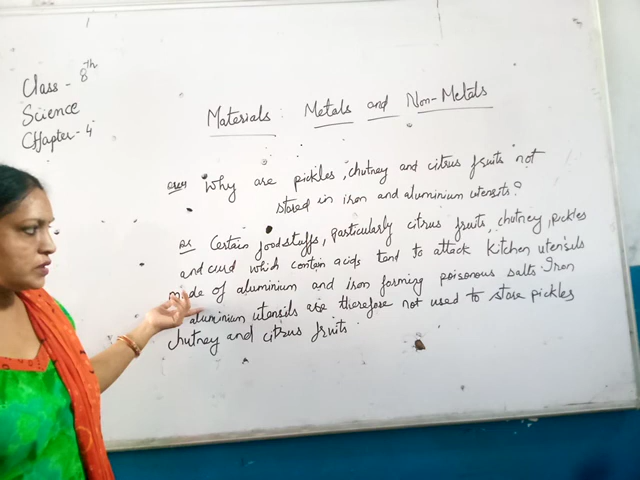 Class - 8th
Science
Chapter - 4
Materials : Metals and Non-Metals
Why are pickles, chutney and citrus fruits not
stored in iron and aluminium utensils?
Certain foodstuffs, particularly citrus fruits, chutney, pickles
and curd which contain acids tend to attack kitchen utensils
made of aluminium and iron forming poisonous salts. Iron
aluminium utensils are therefore not used to store pickles
chutney and citrus fruits.